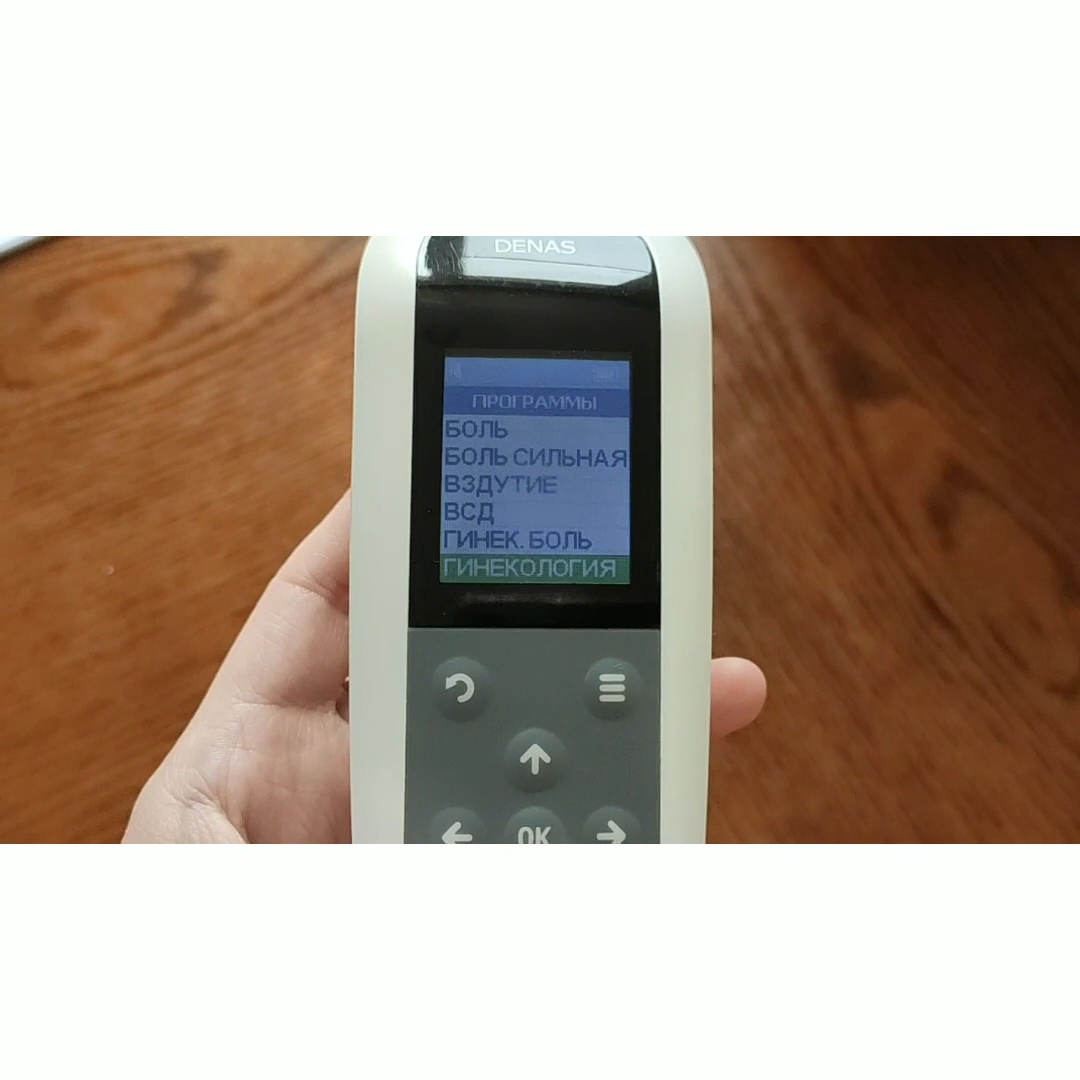 DENAS
ПРОГРАММЫ
БОЛЬ
БОЛЬ СИЛЬНАЯ
ВЗДУТИЕ
ВСД
ГИНЕК. БОЛЬ
ГИНЕКОЛОГИЯ
OK